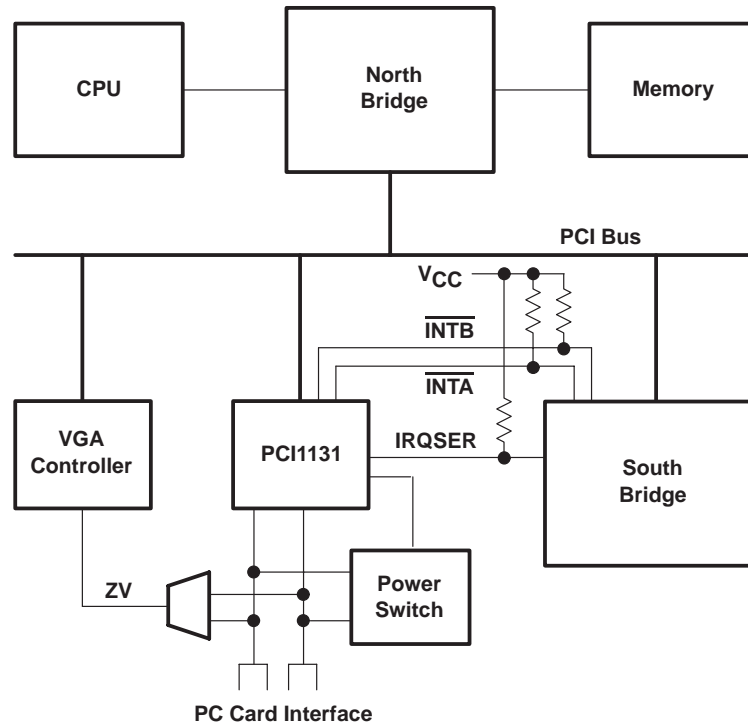 CPU
North
Bridge
Memory
PCI Bus
VCC
INTB
INTA
VGA
Controller
PCI1131
IRQSER
South
Bridge
ZV
Power
Switch
PC Card Interface